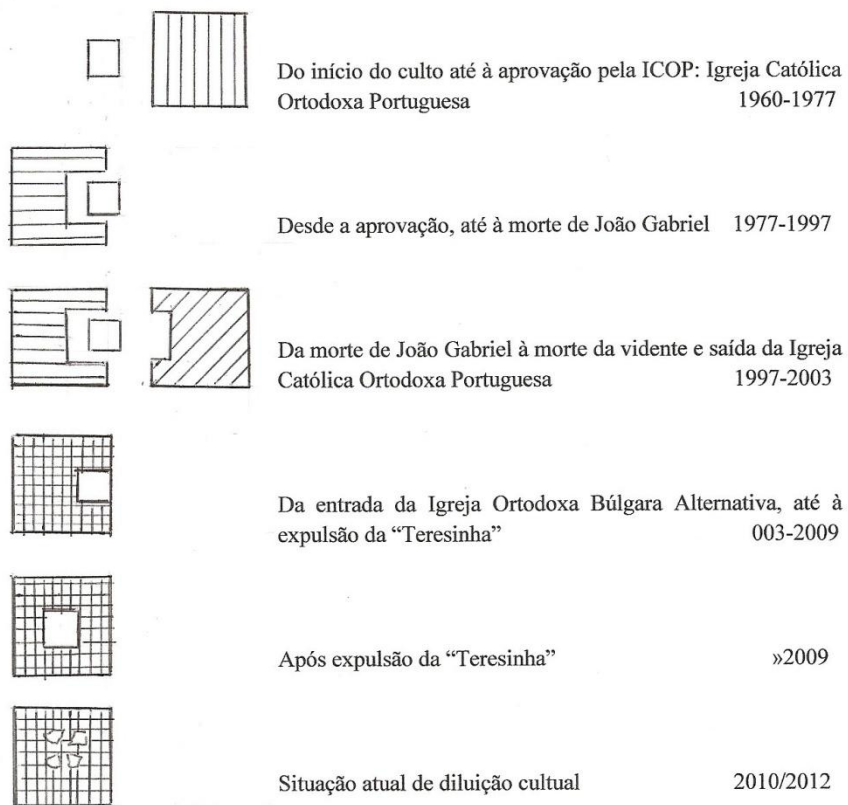 Do início do culto até à aprovação pela ICOP: Igreja Católica
Ortodoxa Portuguesa 1960-1977
Desde a aprovação, até à morte de João Gabriel 1977-1997
Da morte de João Gabriel à morte da vidente e saída da Igreja
Católica Ortodoxa Portuguesa 1997-2003
Da entrada da Igreja Ortodoxa Búlgara Alternativa, até à
expulsão da “Teresinha” 003-2009
Após expulsão da “Teresinha” »2009
Situação atual de diluição cultual 2010/2012